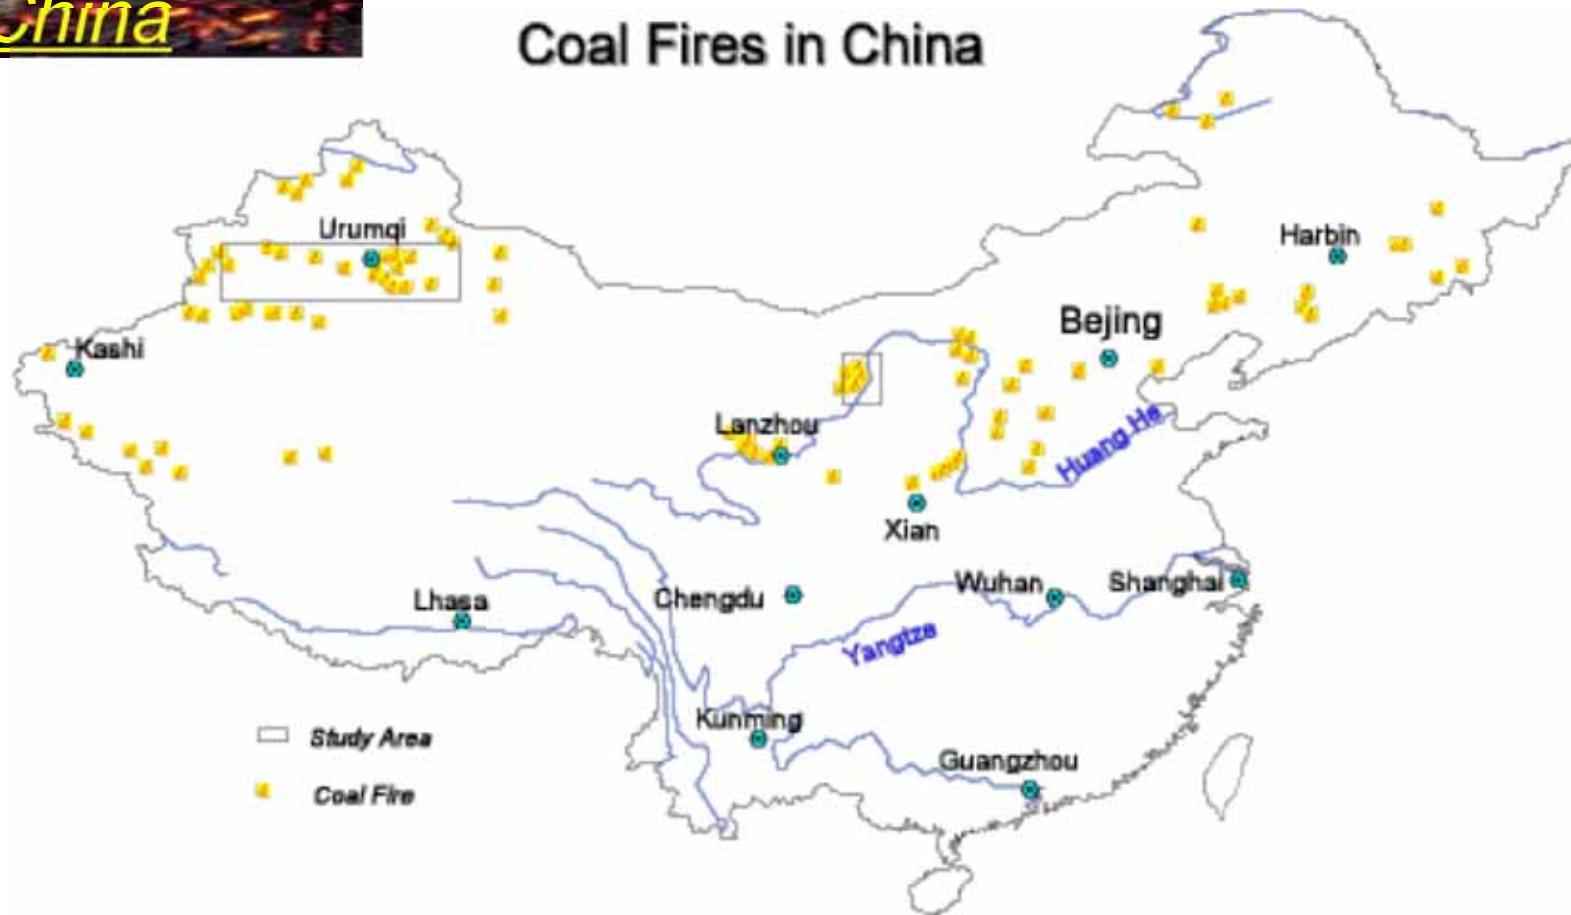 China
Coal Fires in China
Urumqi
Harbin
Bejing
Kashi
Lanzhou
Huang He
Xian
Chengdu
Wuhan
Shanghai
Lhasa
Yangtze
Kunming
Study Area
Guangzhou
Coal Fire